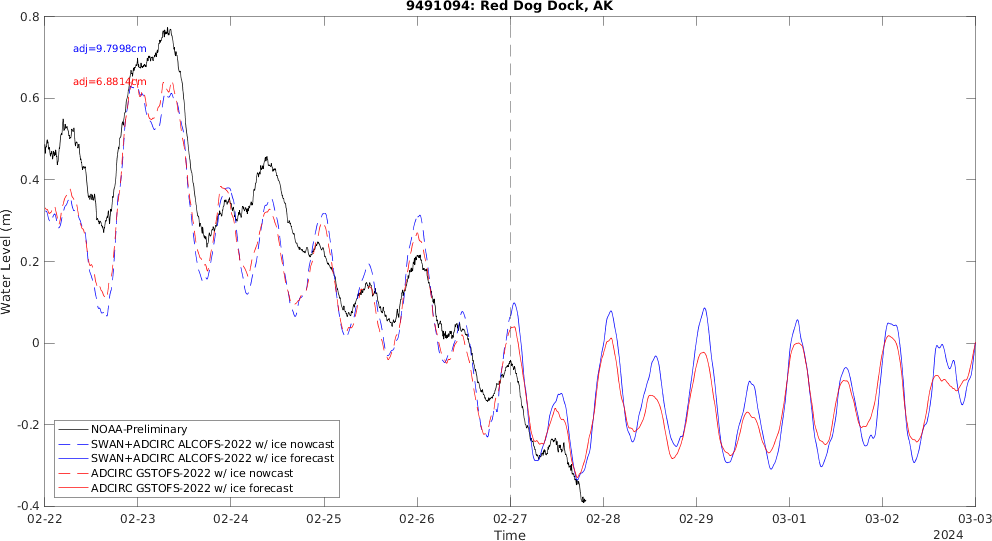 9491094: Red Dog Dock, AK
0.8
adj=9.7998cm
adj=6.8814cm
0.6
0.4
0.2
0
-0.2
-0.4
Water Level (m)
NOAA-Preliminary
SWAN+ADCIRC ALCOFS-2022 w/ ice nowcast
SWAN+ADCIRC ALCOFS-2022 w/ ice forecast
ADCIRC GSTOFS-2022 w/ ice nowcast
ADCIRC GSTOFS-2022 w/ ice forecast
02-22 02-23 02-24 02-25 02-26 02-27 02-28 02-29 03-01 03-02 03-03
Time
2024